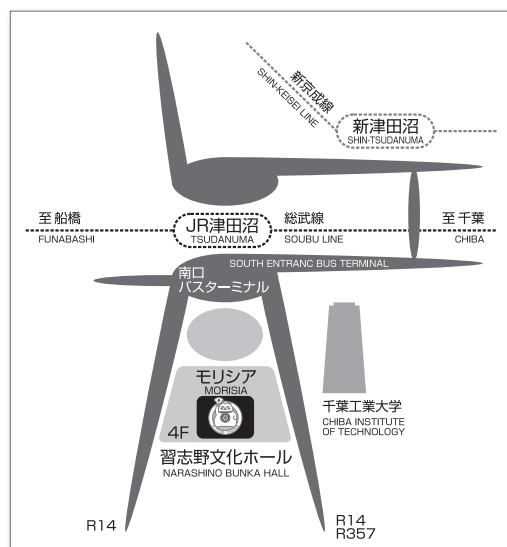 新京成線
SHIN-KEISEI LINE
新津田沼
SHIN-TSUDANUMA
至 船橋
FUNABASHI
JR津田沼
TSUDANUMA
総武線
SOUBU LINE
至 千葉
CHIBA
SOUTH ENTRANC BUS TERMINAL
南口
バスターミナル
モリシア
MORISIA
4F
習志野文化ホール
NARASHINO BUNKA HALL
千葉工業大学
CHIBA INSTITUTE
OF TECHNOLOGY
R14
R14
R357